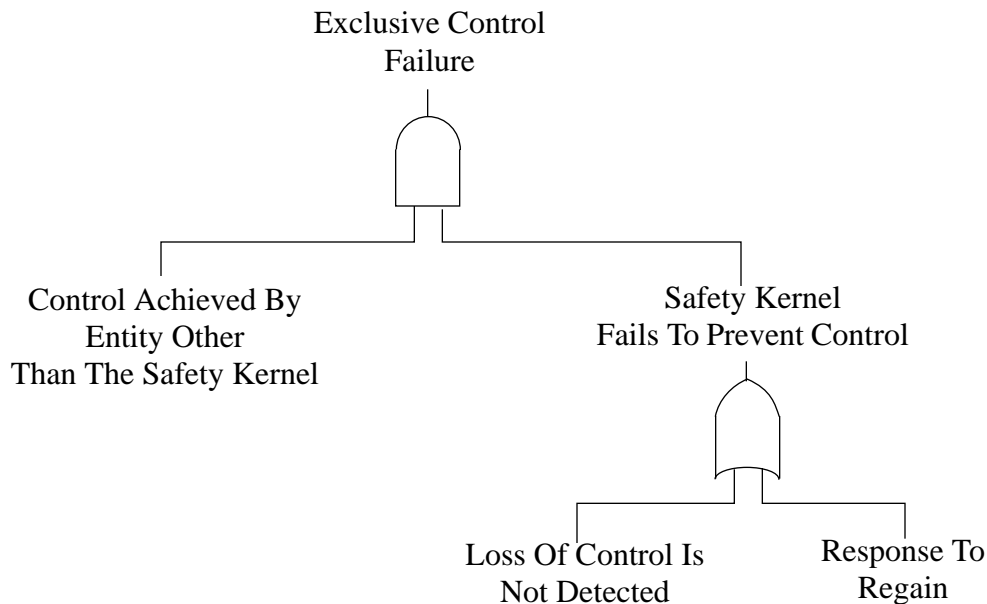 Exclusive Control
Failure
Control Achieved By
Entity Other
Than The Safety Kernel
Safety Kernel
Fails To Prevent Control
Loss Of Control Is
Not Detected
Response To
Regain